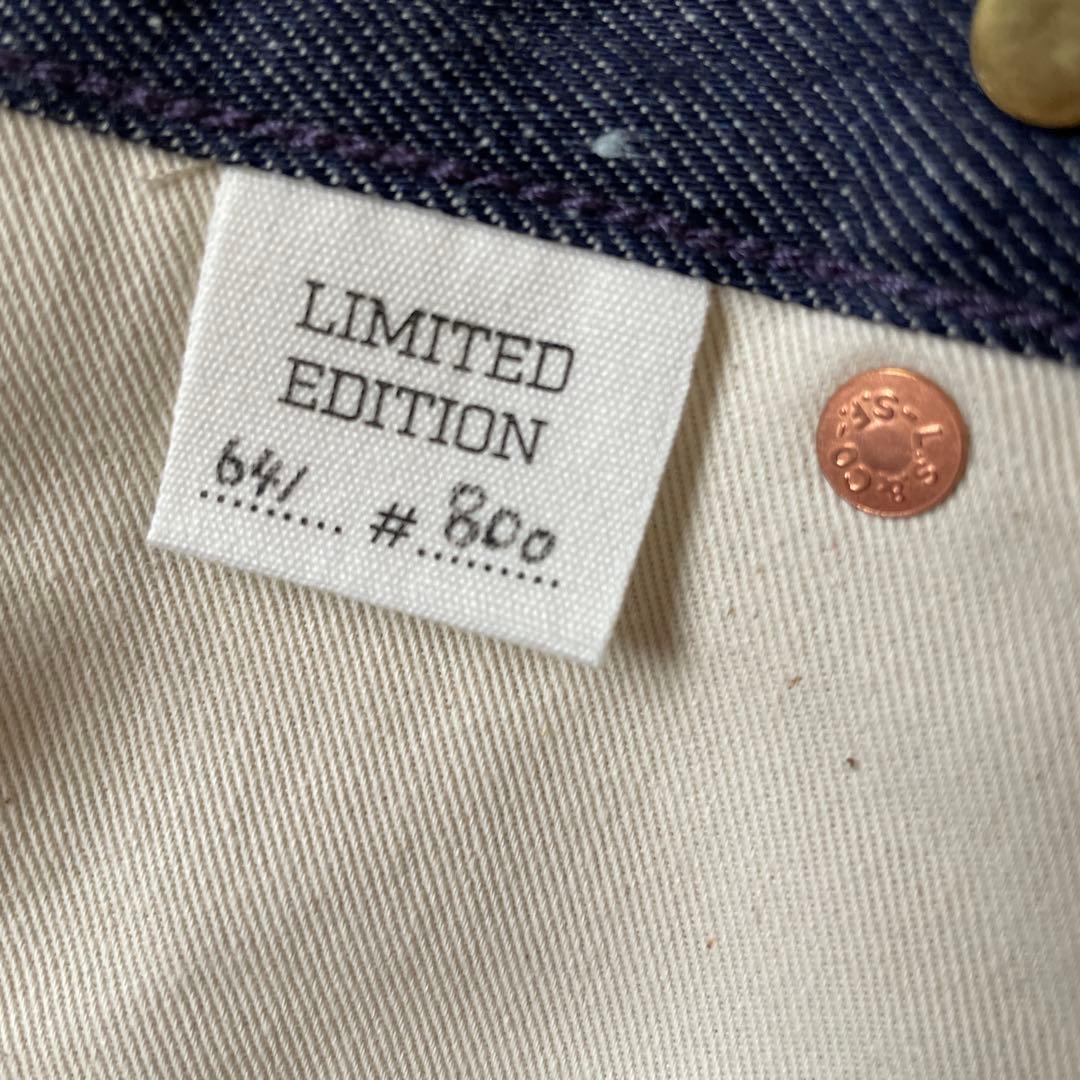 LIMITED
EDITION
641 # 800
L.S & CO-S.F.-